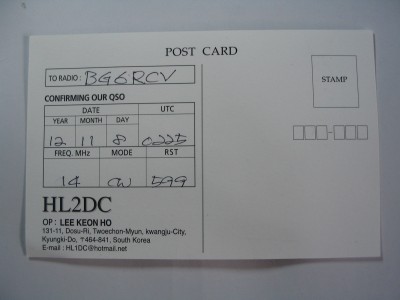 POST CARD
TO RADIO : BG6RCV
STAMP
CONFIRMING OUR QSO
DATE UTC
YEAR MONTH DAY
12 11 8 0225
FREQ. MHz MODE RST
14 CW 599
HL2DC
OP : LEE KEON HO
131-11, Dosu-Ri, Twoechon-Myun, kwangju-City,
Kyungki-Do, 〒464-841, South Korea
E-mail : HL1DC@hotmail.net